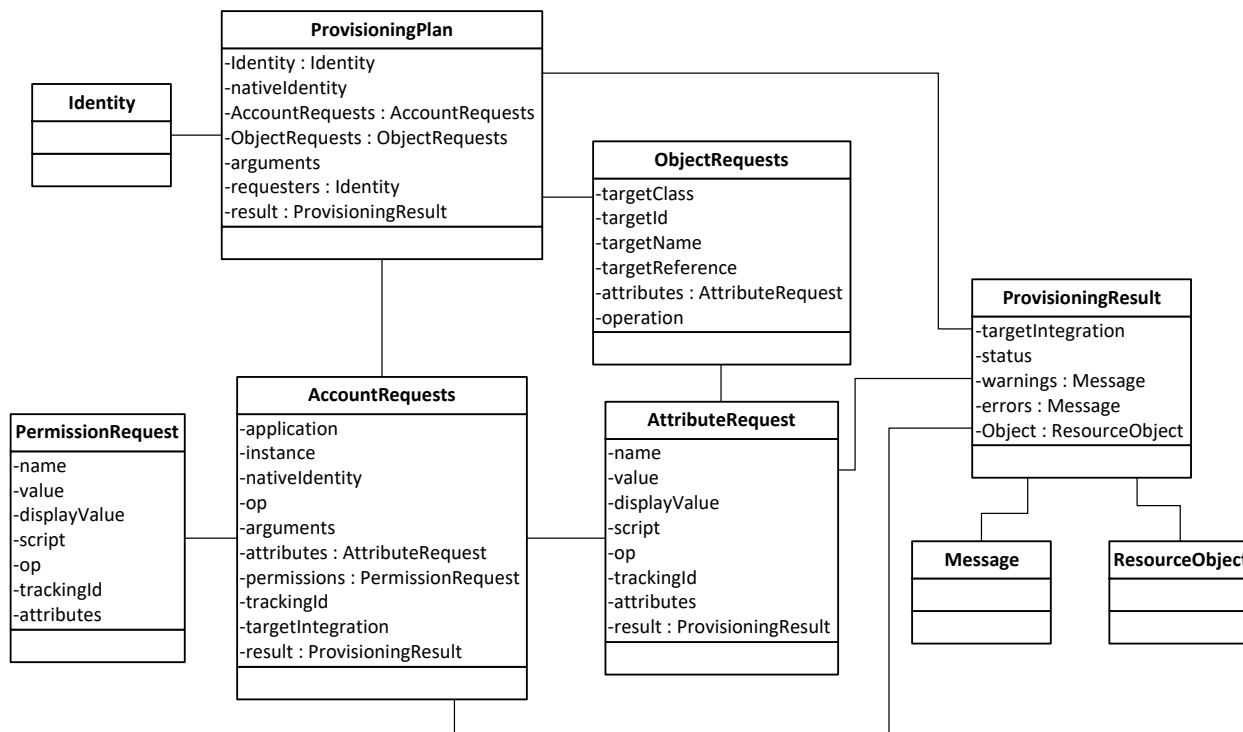 ProvisioningPlan
-Identity : Identity
-nativeIdentity
-AccountRequests : AccountRequests
-ObjectRequests : ObjectRequests
-arguments
-requesters : Identity
-result : ProvisioningResult
Identity
ObjectRequests
-targetClass
-targetId
-targetName
-targetReference
-attributes : AttributeRequest
-operation
ProvisioningResult
-targetIntegration
-status
-warnings : Message
-errors : Message
-Object : ResourceObject
PermissionRequest
-name
-value
-displayValue
-script
-op
-trackingId
-attributes
AccountRequests
-application
-instance
-nativeIdentity
-op
-arguments
-attributes : AttributeRequest
-permissions : PermissionRequest
-trackingId
-targetIntegration
-result : ProvisioningResult
AttributeRequest
-name
-value
-displayValue
-script
-op
-trackingId
-attributes
-result : ProvisioningResult
Message
ResourceObject